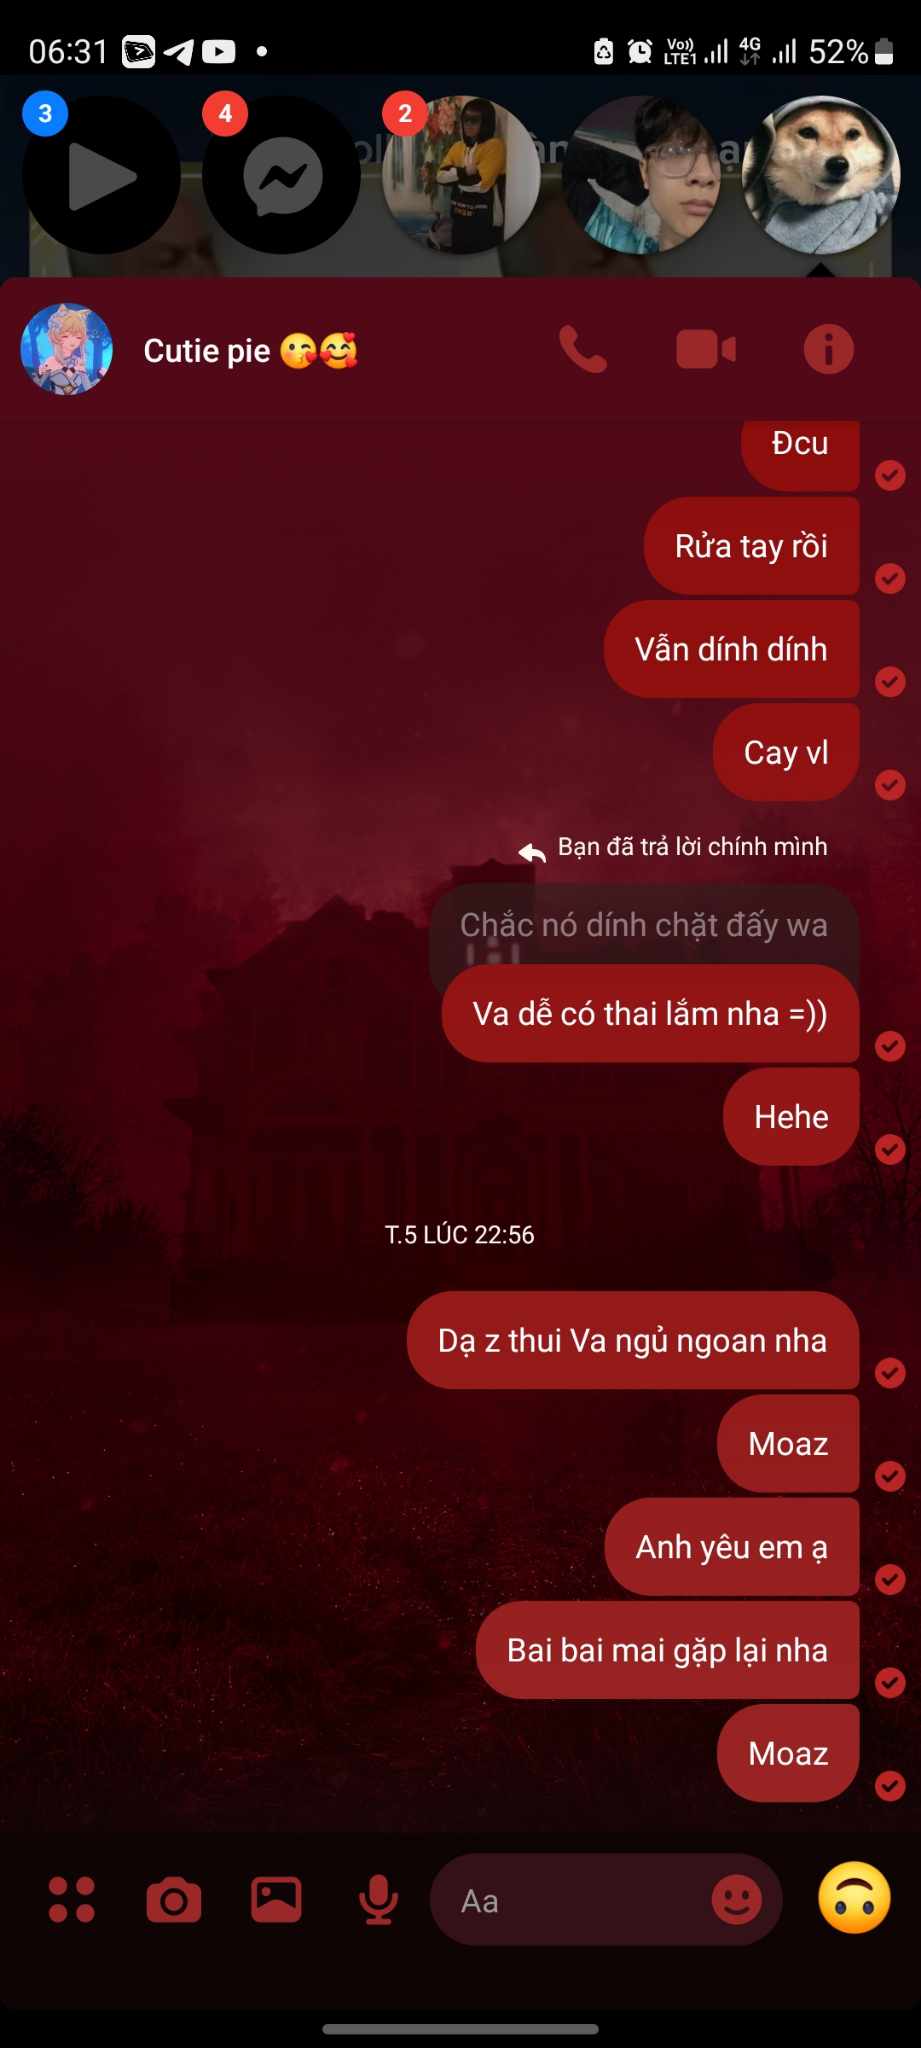 06:31
Vo))
LTE1
4G
52%
3
4
2
Cutie pie 😘🥰
Đcu
Rửa tay rồi
Vẫn dính dính
Cay vl
Bạn đã trả lời chính mình
Chắc nó dính chặt đấy wa
Va dễ có thai lắm nha =))
Hehe
T.5 LÚC 22:56
Dạ z thui Va ngủ ngoan nha
Moaz
Anh yêu em ạ
Bai bai mai gặp lại nha
Moaz
Aa